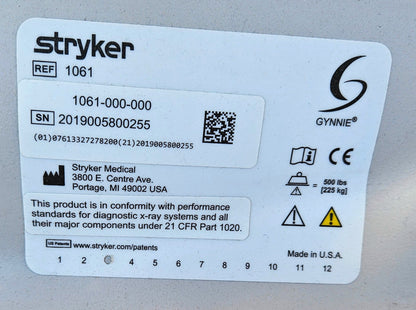 stryker
REF 1061
1061-000-000
SN 2019005800255
(01)07613327278200(21)2019005800255
GYNNIE®
CE
Stryker Medical
3800 E. Centre Ave.
Portage, MI 49002 USA
= 500 lbs
[225 kg]
This product is in conformity with performance
standards for diagnostic x-ray systems and all
their major components under 21 CFR Part 1020.
US Patents www.stryker.com/patents
Made in U.S.A.
1 2 4 5 6 7 8 9 10 11 12